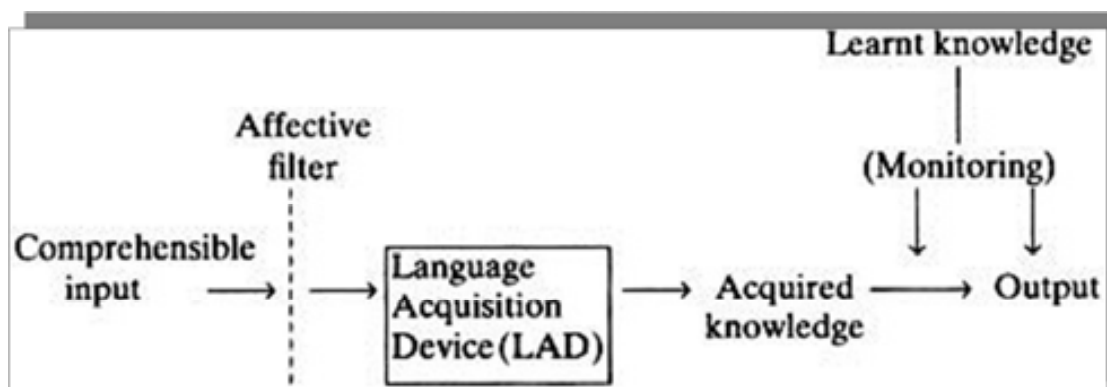 Learnt knowledge
Affective
filter
(Monitoring)
Comprehensible
input
Language
Acquisition
Device (LAD)
Acquired
knowledge
Output